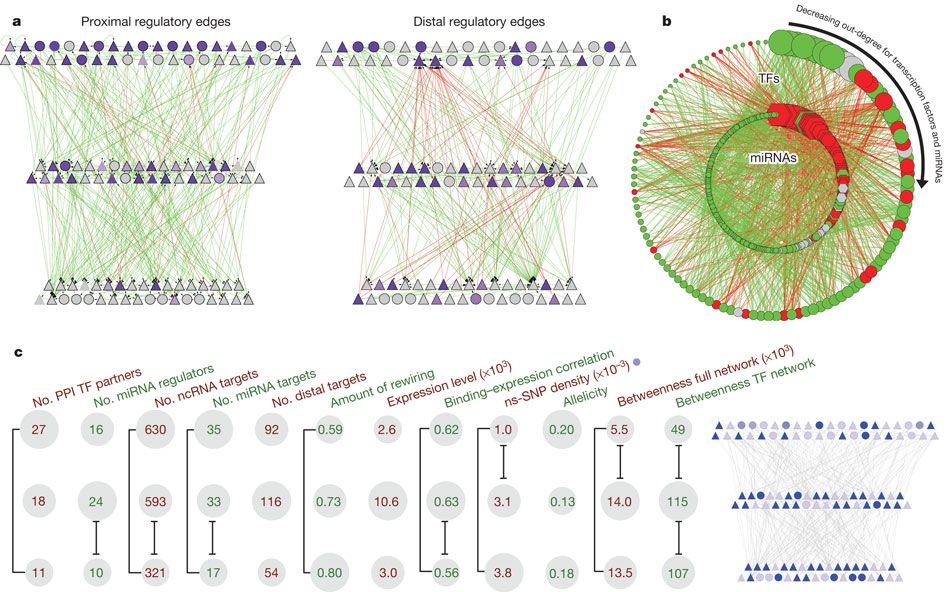 a
Proximal regulatory edges
Distal regulatory edges
b
Decreasing out-degree for transcription factors and miRNAs
TFs
miRNAs
c
No. PPI TF partners
No. miRNA regulators
No. ncRNA targets
No. miRNA targets
No. distal targets
Amount of rewiring
Expression level (×10³)
Binding–expression correlation
ns-SNP density (×10⁻³)
Allelicity
Betweenness full network (×10³)
Betweenness TF network
27 16 630 35 92 0.59 2.6 0.62 1.0 0.20 5.5 49
18 24 593 33 116 0.73 10.6 0.63 3.1 0.13 14.0 115
11 10 321 17 54 0.80 3.0 0.56 3.8 0.18 13.5 107